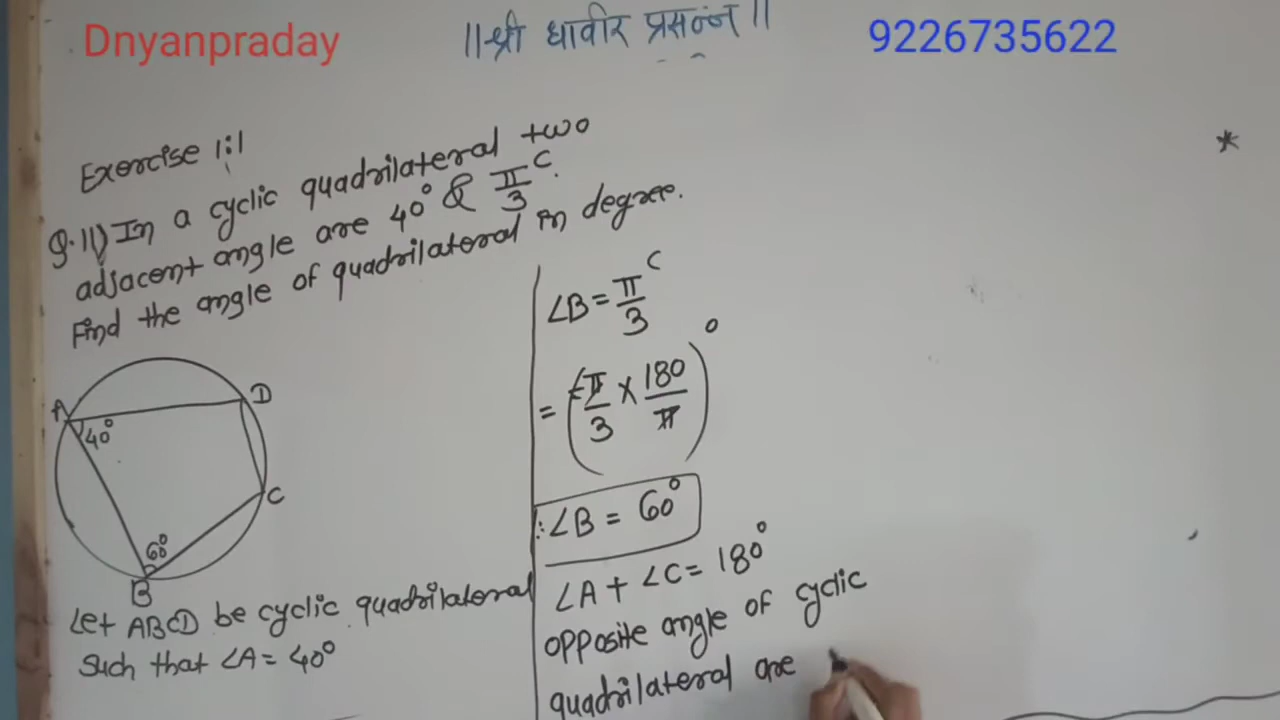 Dnyanpraday
॥ श्री धावीर प्रसन्न ॥
9226735622
Exercise 1:1
Q.11) In a cyclic quadrilateral two
adjacent angle are 40° & π/3 ᶜ.
Find the angle of quadrilateral in degree.
A
D
40°
C
60°
B
Let ABCD be cyclic quadrilateral
Such that ∠A = 40°
∠B = π/3 ᶜ
= (π/3 × 180/π)°
∴ ∠B = 60°
∠A + ∠C = 180°
opposite angle of cyclic
quadrilateral are
*